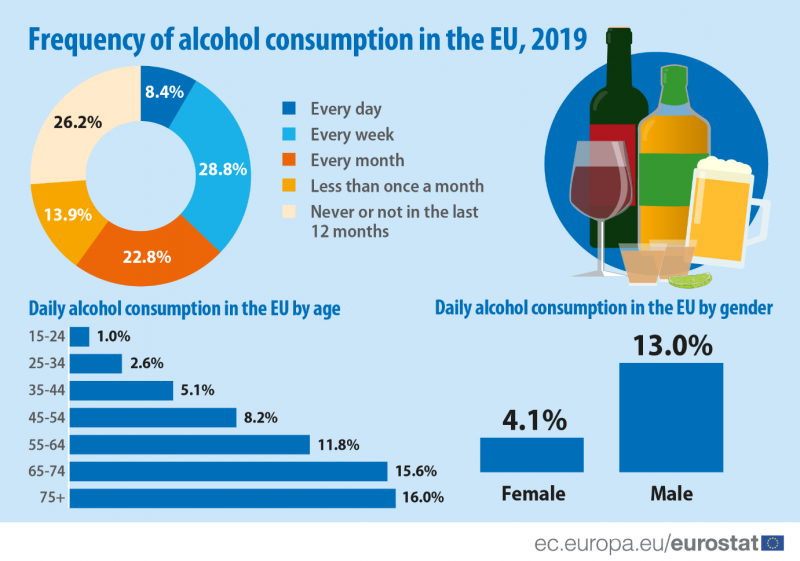 Frequency of alcohol consumption in the EU, 2019
8.4%
28.8%
22.8%
13.9%
26.2%
Every day
Every week
Every month
Less than once a month
Never or not in the last
12 months
Daily alcohol consumption in the EU by age
15-24 1.0%
25-34 2.6%
35-44 5.1%
45-54 8.2%
55-64 11.8%
65-74 15.6%
75+ 16.0%
Daily alcohol consumption in the EU by gender
4.1%
13.0%
Female
Male
ec.europa.eu/eurostat